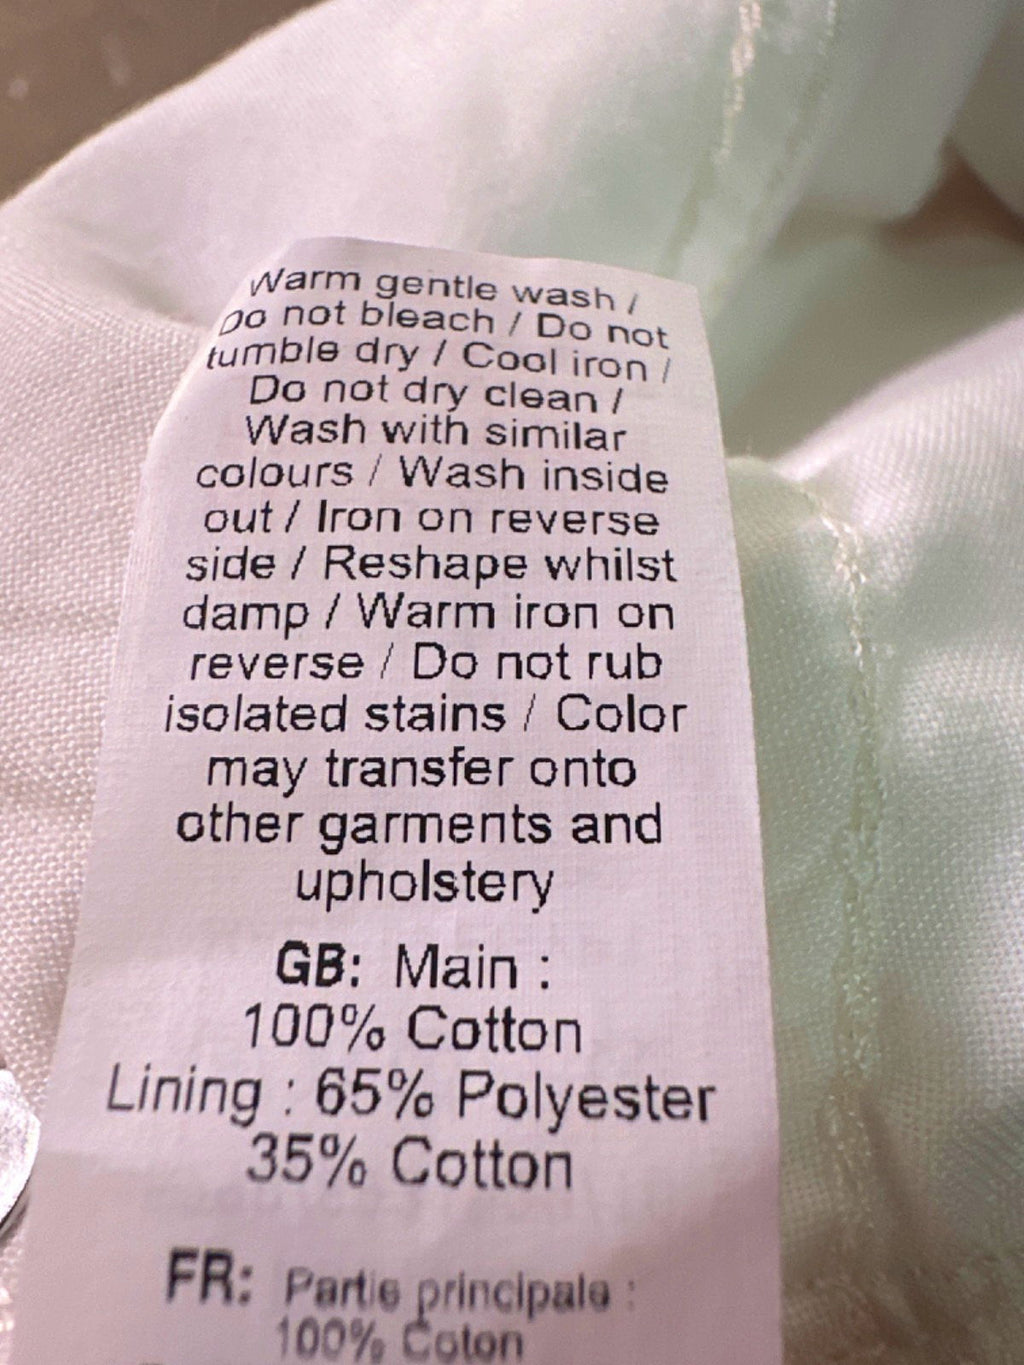 Warm gentle wash /
Do not bleach / Do not
tumble dry / Cool iron /
Do not dry clean /
Wash with similar
colours / Wash inside
out / Iron on reverse
side / Reshape whilst
damp / Warm iron on
reverse / Do not rub
isolated stains / Color
may transfer onto
other garments and
upholstery
GB: Main :
100% Cotton
Lining : 65% Polyester
35% Cotton
FR: Partie principale :
100% Coton